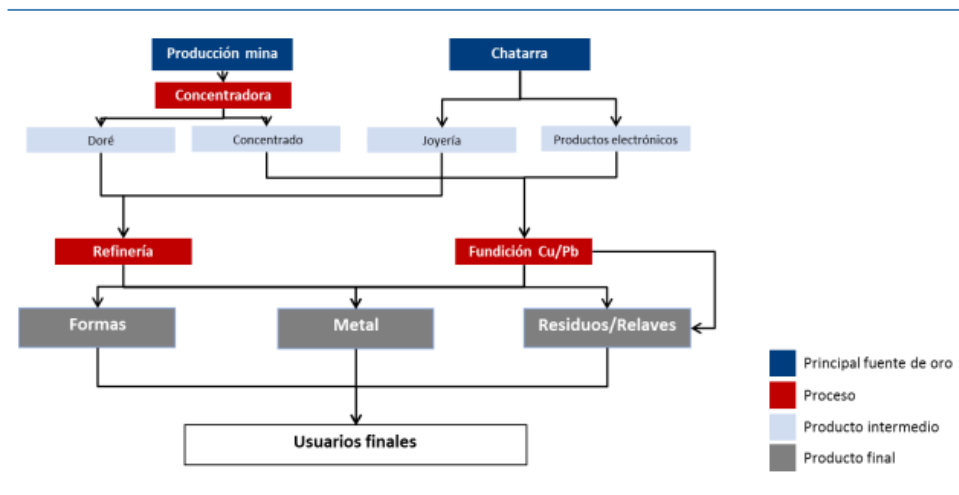 Producción mina
Chatarra
Concentradora
Doré
Concentrado
Joyería
Productos electrónicos
Refinería
Fundición Cu/Pb
Formas
Metal
Residuos/Relaves
Usuarios finales
Principal fuente de oro
Proceso
Producto intermedio
Producto final